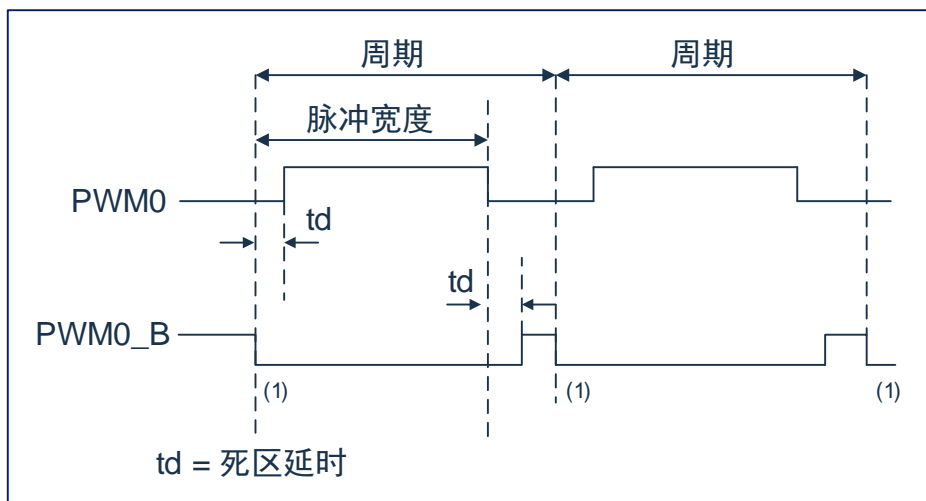 周期 周期
脉冲宽度
PWM0
td
td
PWM0_B
(1) (1) (1)
td = 死区延时